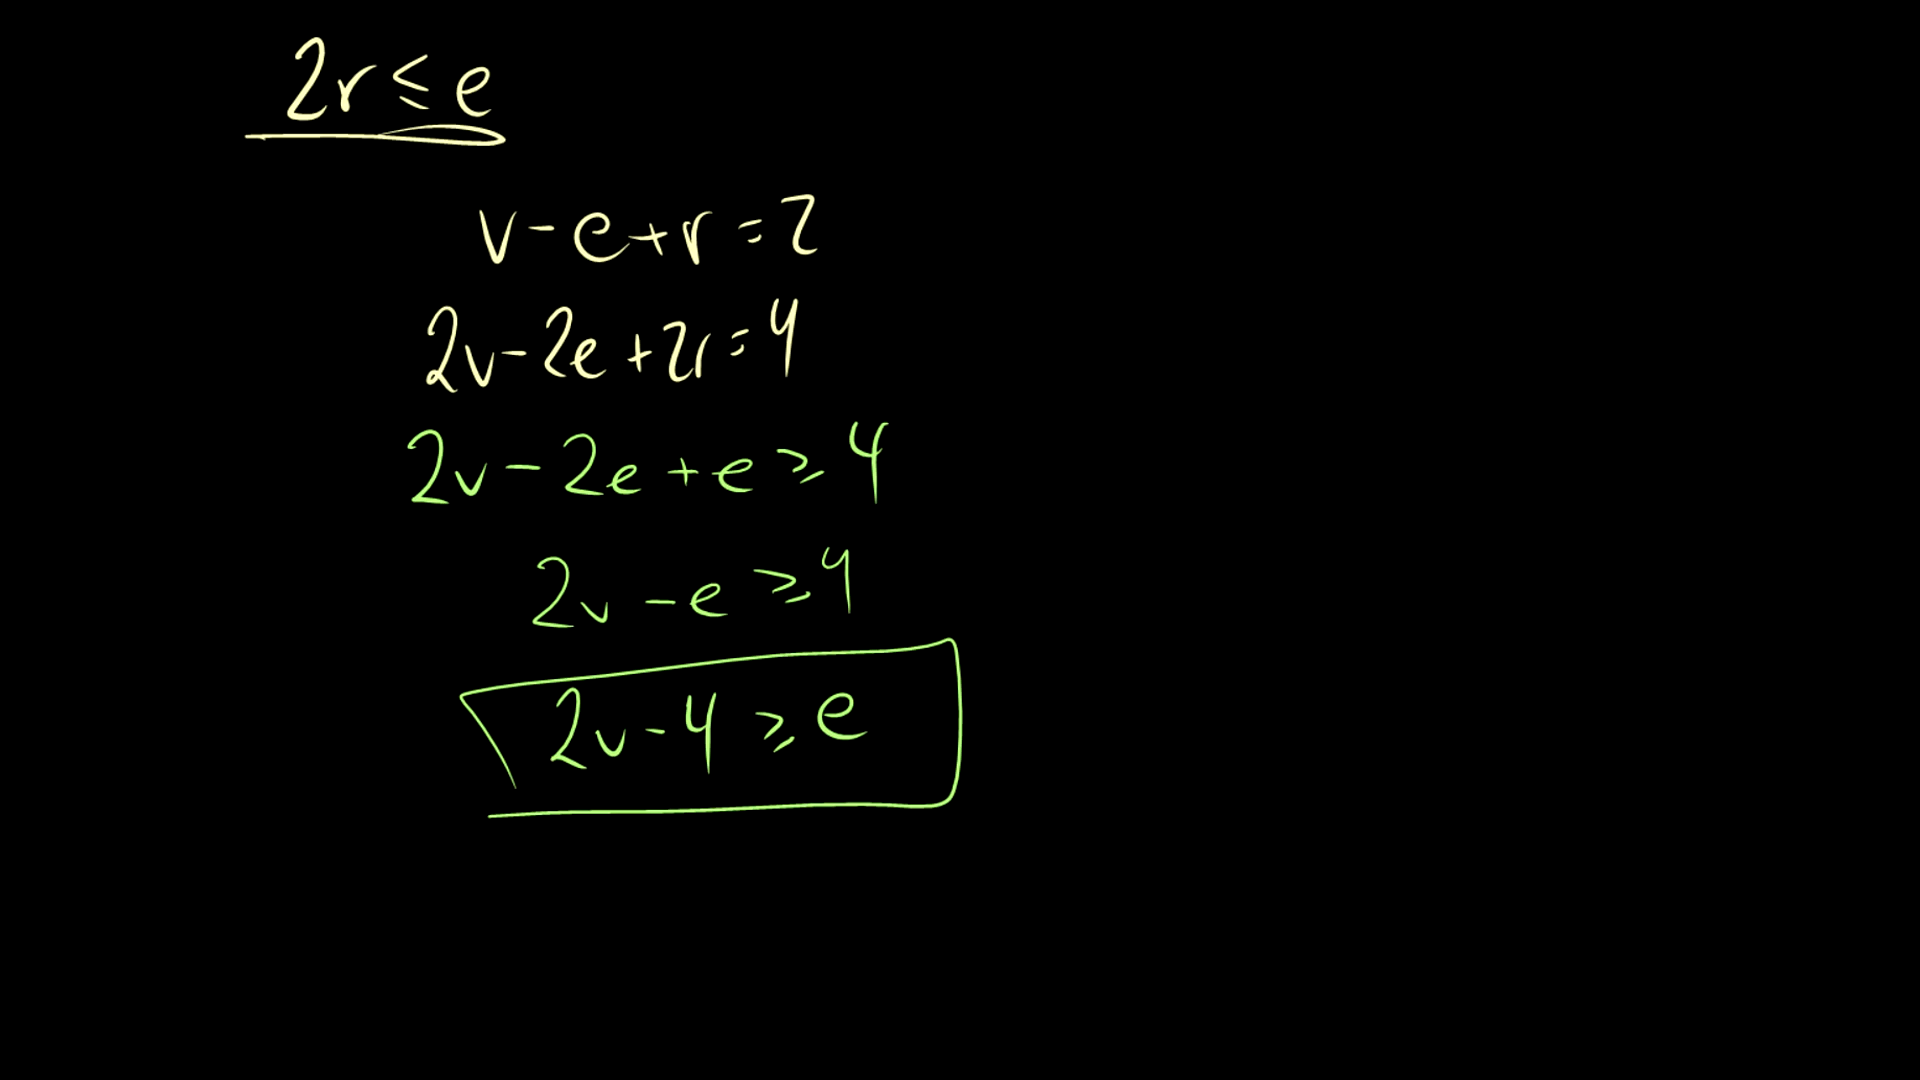 2r ≤ e
v - e + r = 2
2v - 2e + 2r = 4
2v - 2e + e ≥ 4
2v - e ≥ 4
2v - 4 ≥ e